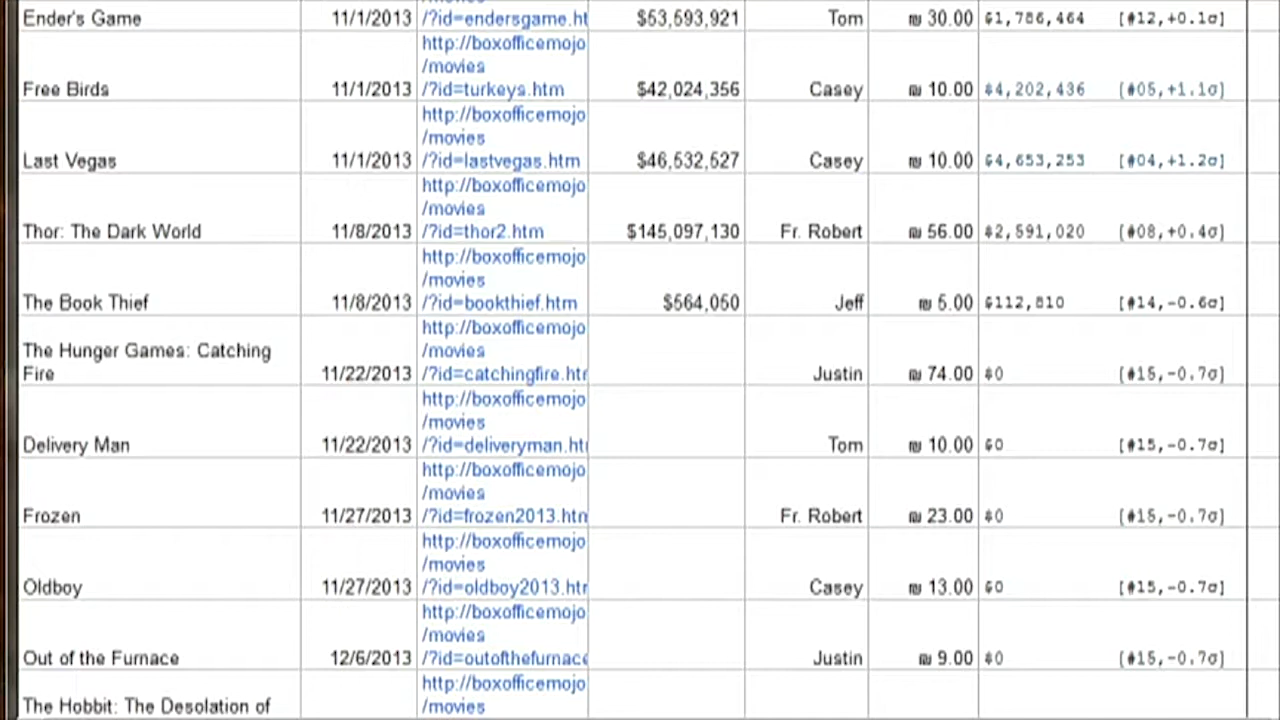 Ender's Game 11/1/2013 /?id=endersgame.ht $53,593,921 Tom ₪ 30.00 $1,786,464 [#12,+0.1σ]
http://boxofficemojo
/movies
Free Birds 11/1/2013 /?id=turkeys.htm $42,024,356 Casey ₪ 10.00 $4,202,436 [#05,+1.1σ]
http://boxofficemojo
/movies
Last Vegas 11/1/2013 /?id=lastvegas.htm $46,532,527 Casey ₪ 10.00 $4,653,253 [#04,+1.2σ]
http://boxofficemojo
/movies
Thor: The Dark World 11/8/2013 /?id=thor2.htm $145,097,130 Fr. Robert ₪ 56.00 $2,591,020 [#08,+0.4σ]
http://boxofficemojo
/movies
The Book Thief 11/8/2013 /?id=bookthief.htm $564,050 Jeff ₪ 5.00 $112,810 [#14,-0.6σ]
http://boxofficemojo
The Hunger Games: Catching /movies
Fire 11/22/2013 /?id=catchingfire.htr Justin ₪ 74.00 $0 [#15,-0.7σ]
http://boxofficemojo
/movies
Delivery Man 11/22/2013 /?id=deliveryman.ht Tom ₪ 10.00 $0 [#15,-0.7σ]
http://boxofficemojo
/movies
Frozen 11/27/2013 /?id=frozen2013.htn Fr. Robert ₪ 23.00 $0 [#15,-0.7σ]
http://boxofficemojo
/movies
Oldboy 11/27/2013 /?id=oldboy2013.htr Casey ₪ 13.00 $0 [#15,-0.7σ]
http://boxofficemojo
/movies
Out of the Furnace 12/6/2013 /?id=outofthefurnace Justin ₪ 9.00 $0 [#15,-0.7σ]
http://boxofficemojo
The Hobbit: The Desolation of /movies